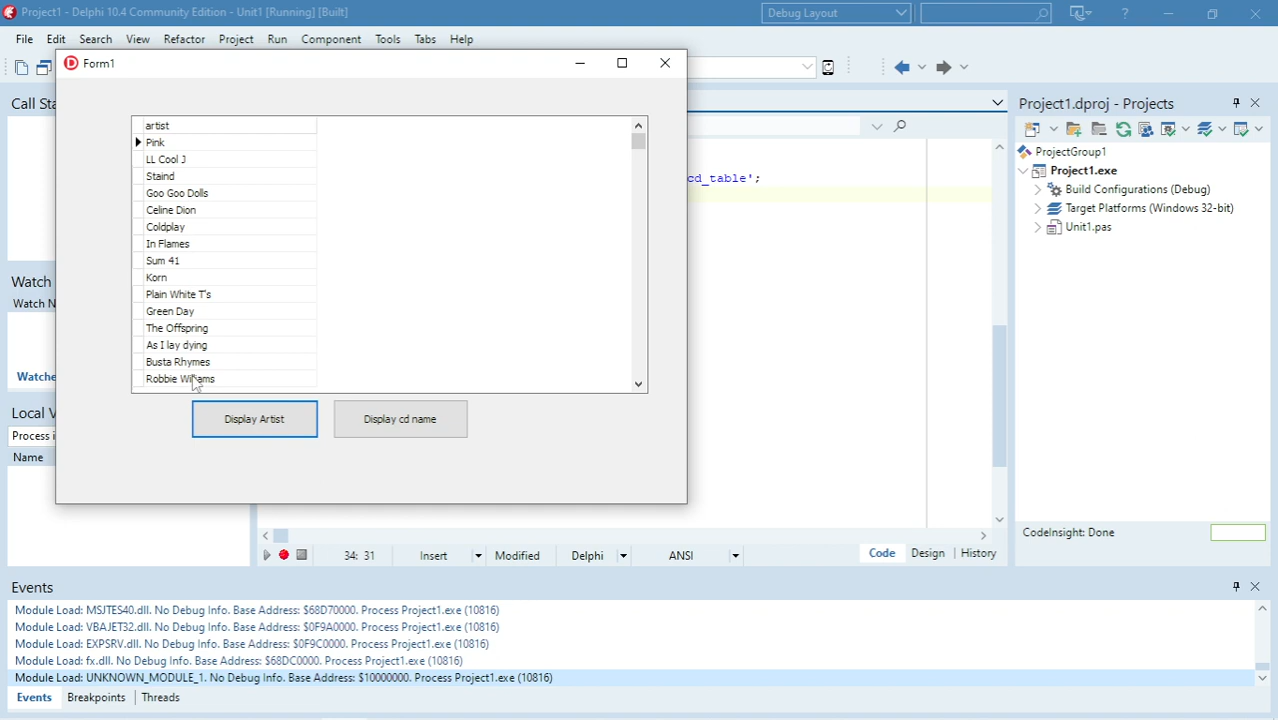 Project1 - Delphi 10.4 Community Edition - Unit1 [Running] [Built]
Debug Layout
?
File Edit Search View Refactor Project Run Component Tools Tabs Help
Form1
Call Sta
Project1.dproj - Projects
artist
Pink
LL Cool J
Staind
Goo Goo Dolls
Celine Dion
Coldplay
In Flames
Sum 41
Korn
Plain White T's
Green Day
The Offspring
As I lay dying
Busta Rhymes
Robbie Williams
Display Artist
Display cd name
cd_table';
ProjectGroup1
Project1.exe
Build Configurations (Debug)
Target Platforms (Windows 32-bit)
Unit1.pas
Watch
Watch N
Watche
Local V
Process i
Name
CodeInsight: Done
34: 31 Insert Modified Delphi ANSI Code Design History
Events
Module Load: MSJTES40.dll. No Debug Info. Base Address: $68D70000. Process Project1.exe (10816)
Module Load: VBAJET32.dll. No Debug Info. Base Address: $0F9A0000. Process Project1.exe (10816)
Module Load: EXPSRV.dll. No Debug Info. Base Address: $0F9C0000. Process Project1.exe (10816)
Module Load: fx.dll. No Debug Info. Base Address: $68DC0000. Process Project1.exe (10816)
Module Load: UNKNOWN_MODULE_1. No Debug Info. Base Address: $10000000. Process Project1.exe (10816)
Events Breakpoints Threads